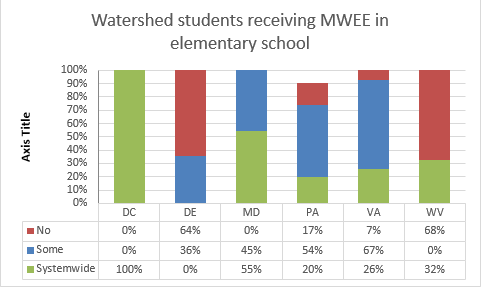 Watershed students receiving MWEE in
elementary school
Axis Title
100%
90%
80%
70%
60%
50%
40%
30%
20%
10%
0%
DC DE MD PA VA WV
No 0% 64% 0% 17% 7% 68%
Some 0% 36% 45% 54% 67% 0%
Systemwide 100% 0% 55% 20% 26% 32%